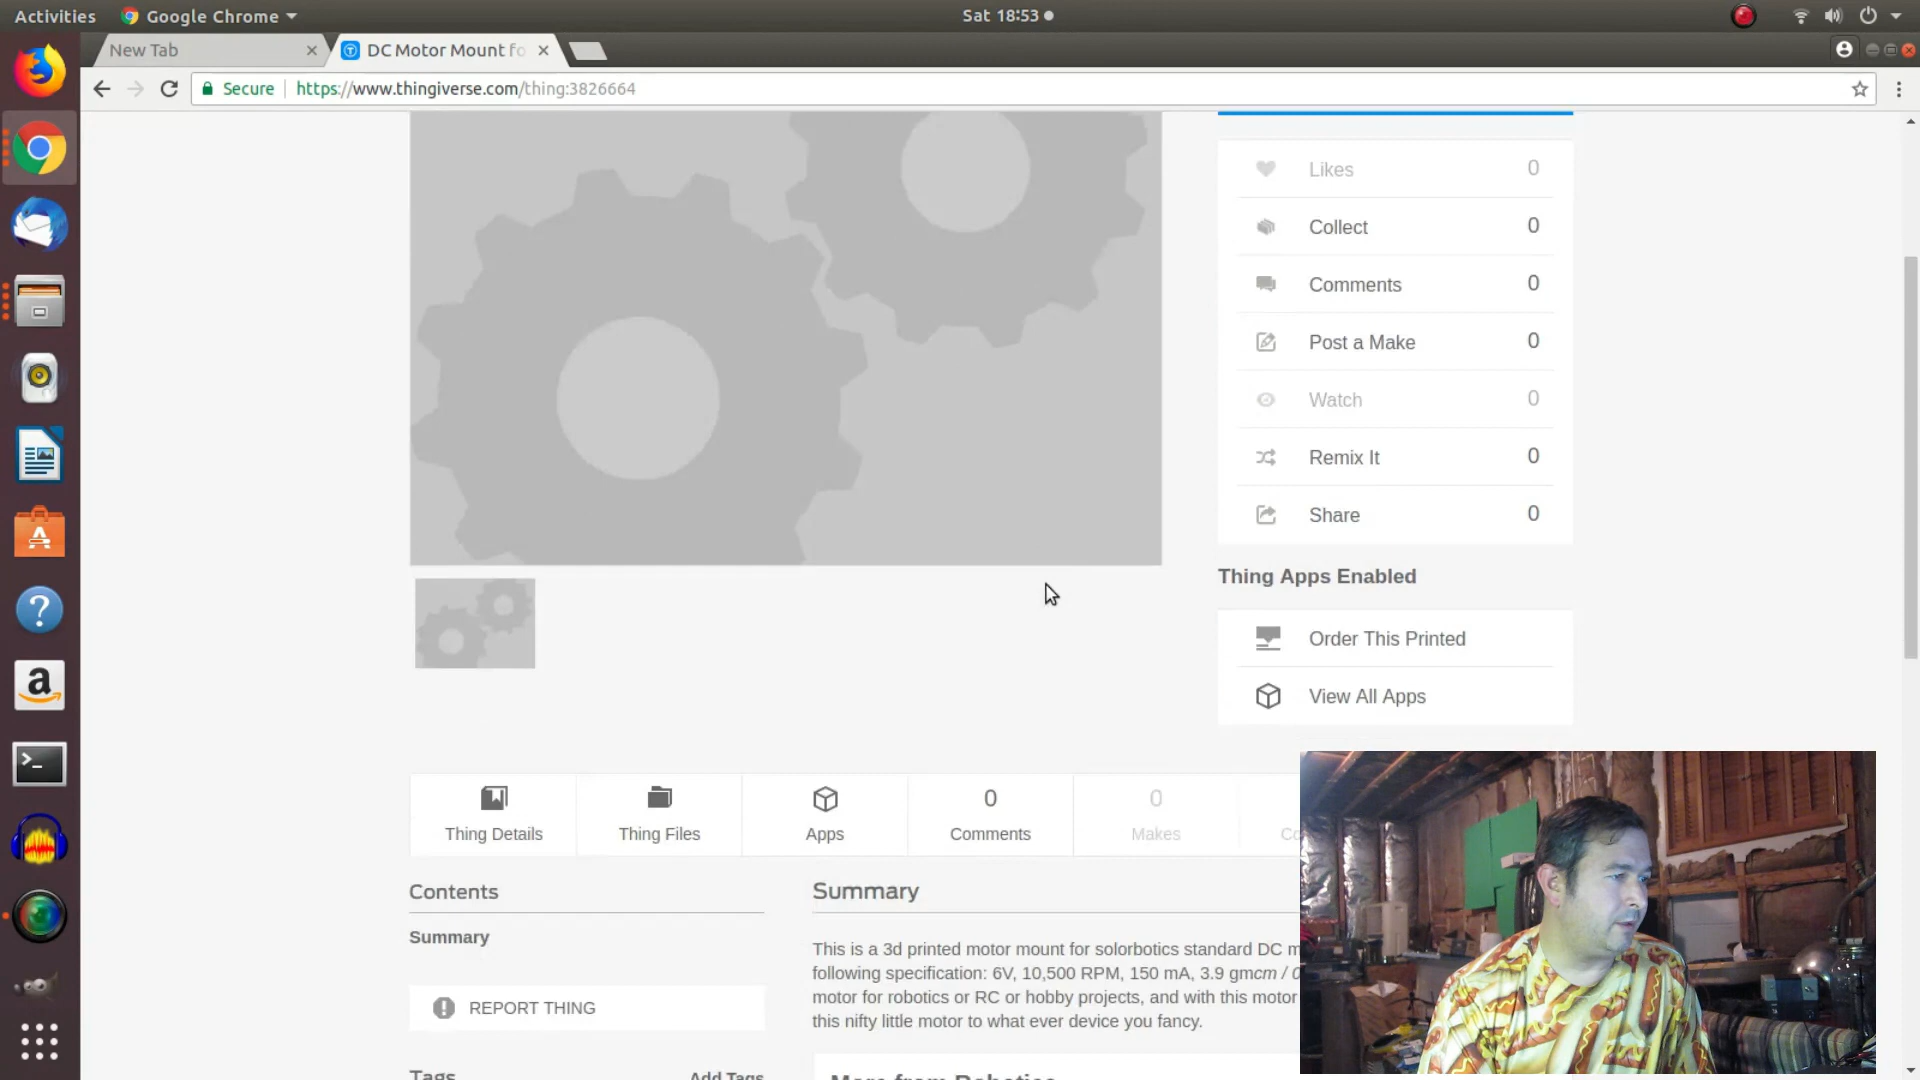 Activities Google Chrome Sat 18:53
New Tab DC Motor Mount fo
Secure https://www.thingiverse.com/thing:3826664
Likes 0
Collect 0
Comments 0
Post a Make 0
Watch 0
Remix It 0
Share 0
Thing Apps Enabled
Order This Printed
View All Apps
0 0
Thing Details Thing Files Apps Comments Makes Co
Contents
Summary
REPORT THING
Tags Add Tags
Summary
This is a 3d printed motor mount for solorbotics standard DC m
following specification: 6V, 10,500 RPM, 150 mA, 3.9 gmcm / 0
motor for robotics or RC or hobby projects, and with this motor
this nifty little motor to what ever device you fancy.
More from Robotics